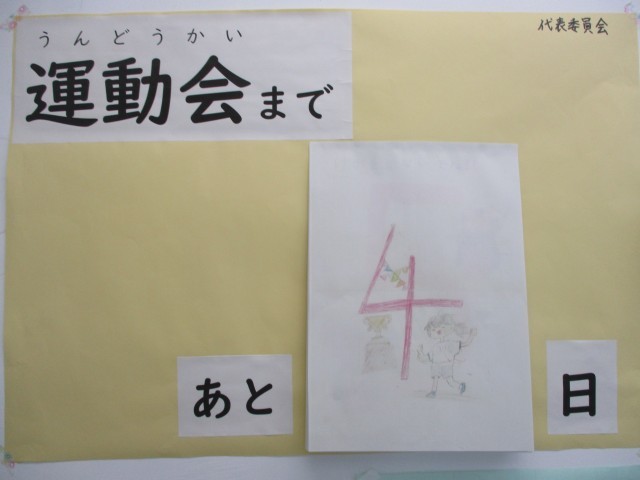 代表委員会
うんどうかい
運動会まで
あと
4
日